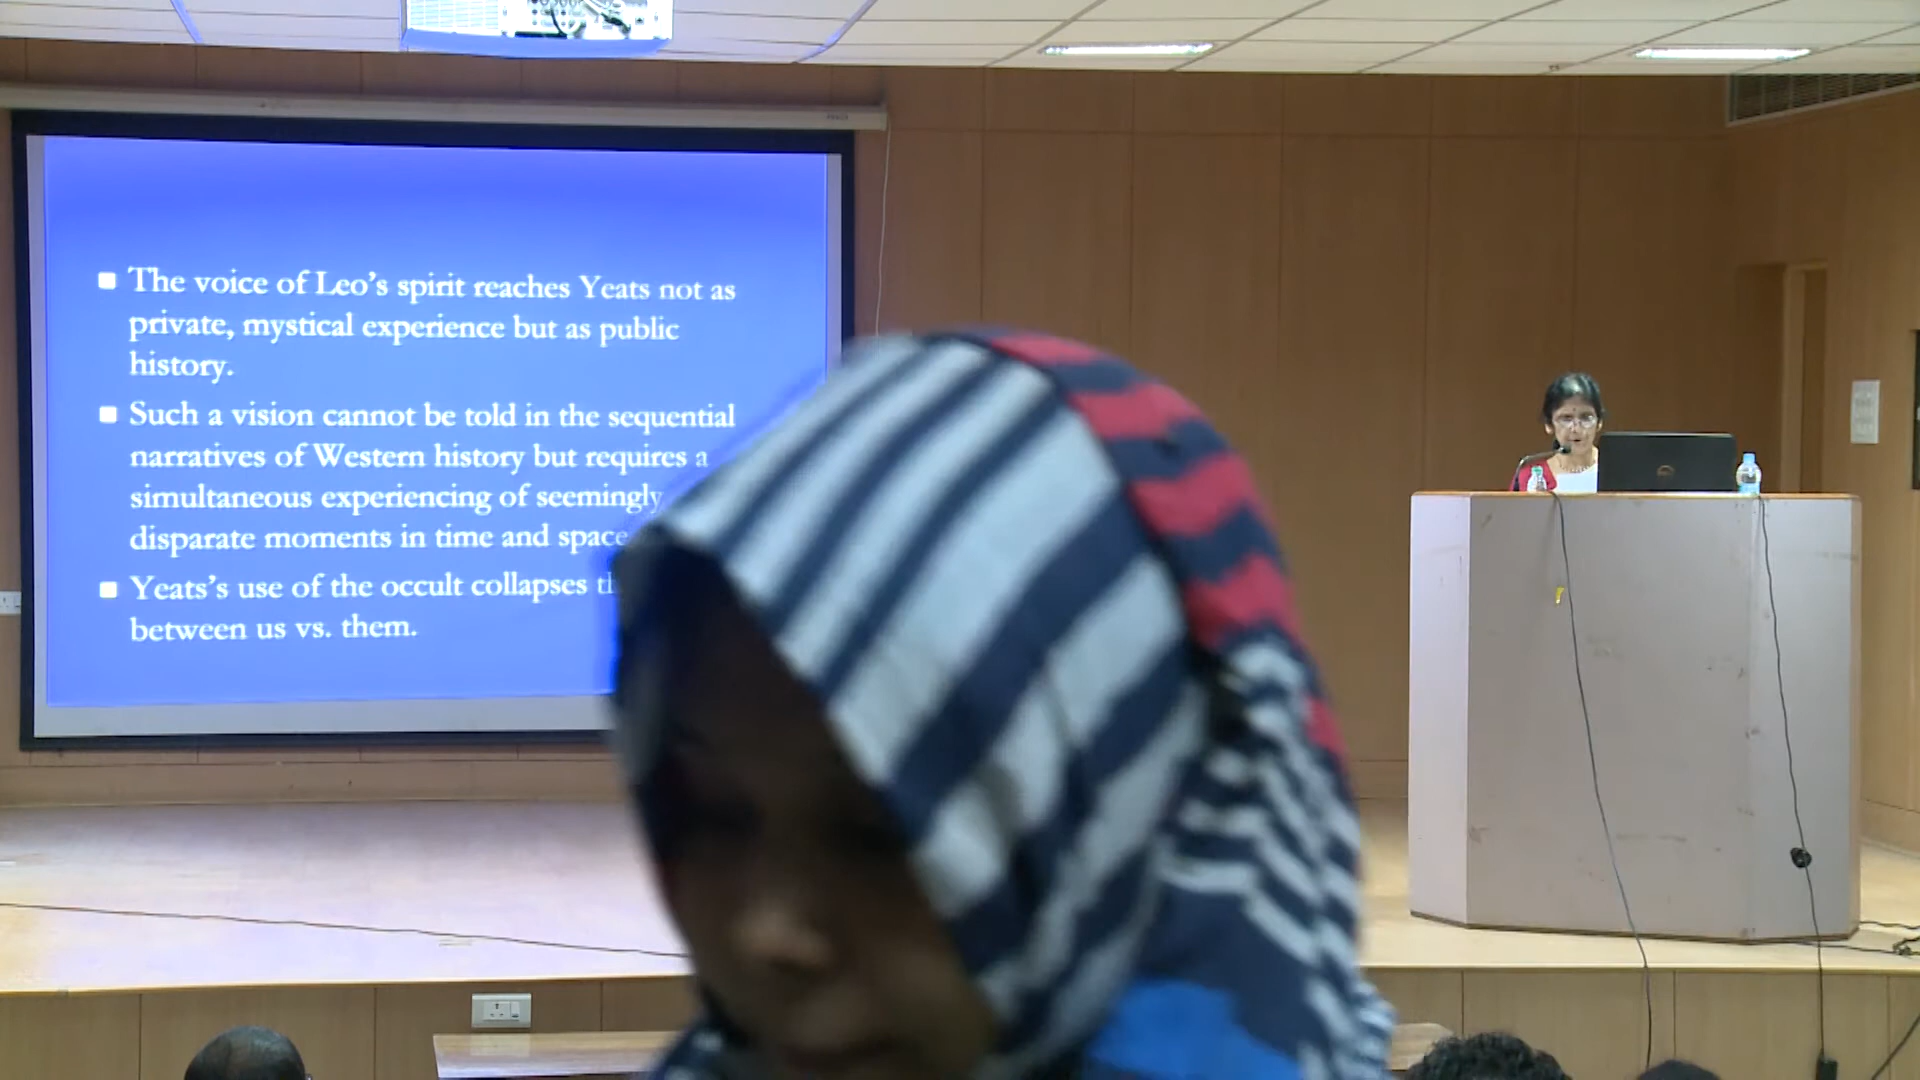 The voice of Leo's spirit reaches Yeats not as
private, mystical experience but as public
history.
Such a vision cannot be told in the sequential
narratives of Western history but requires a
simultaneous experiencing of seemingly
disparate moments in time and space
Yeats's use of the occult collapses
between us vs. them.